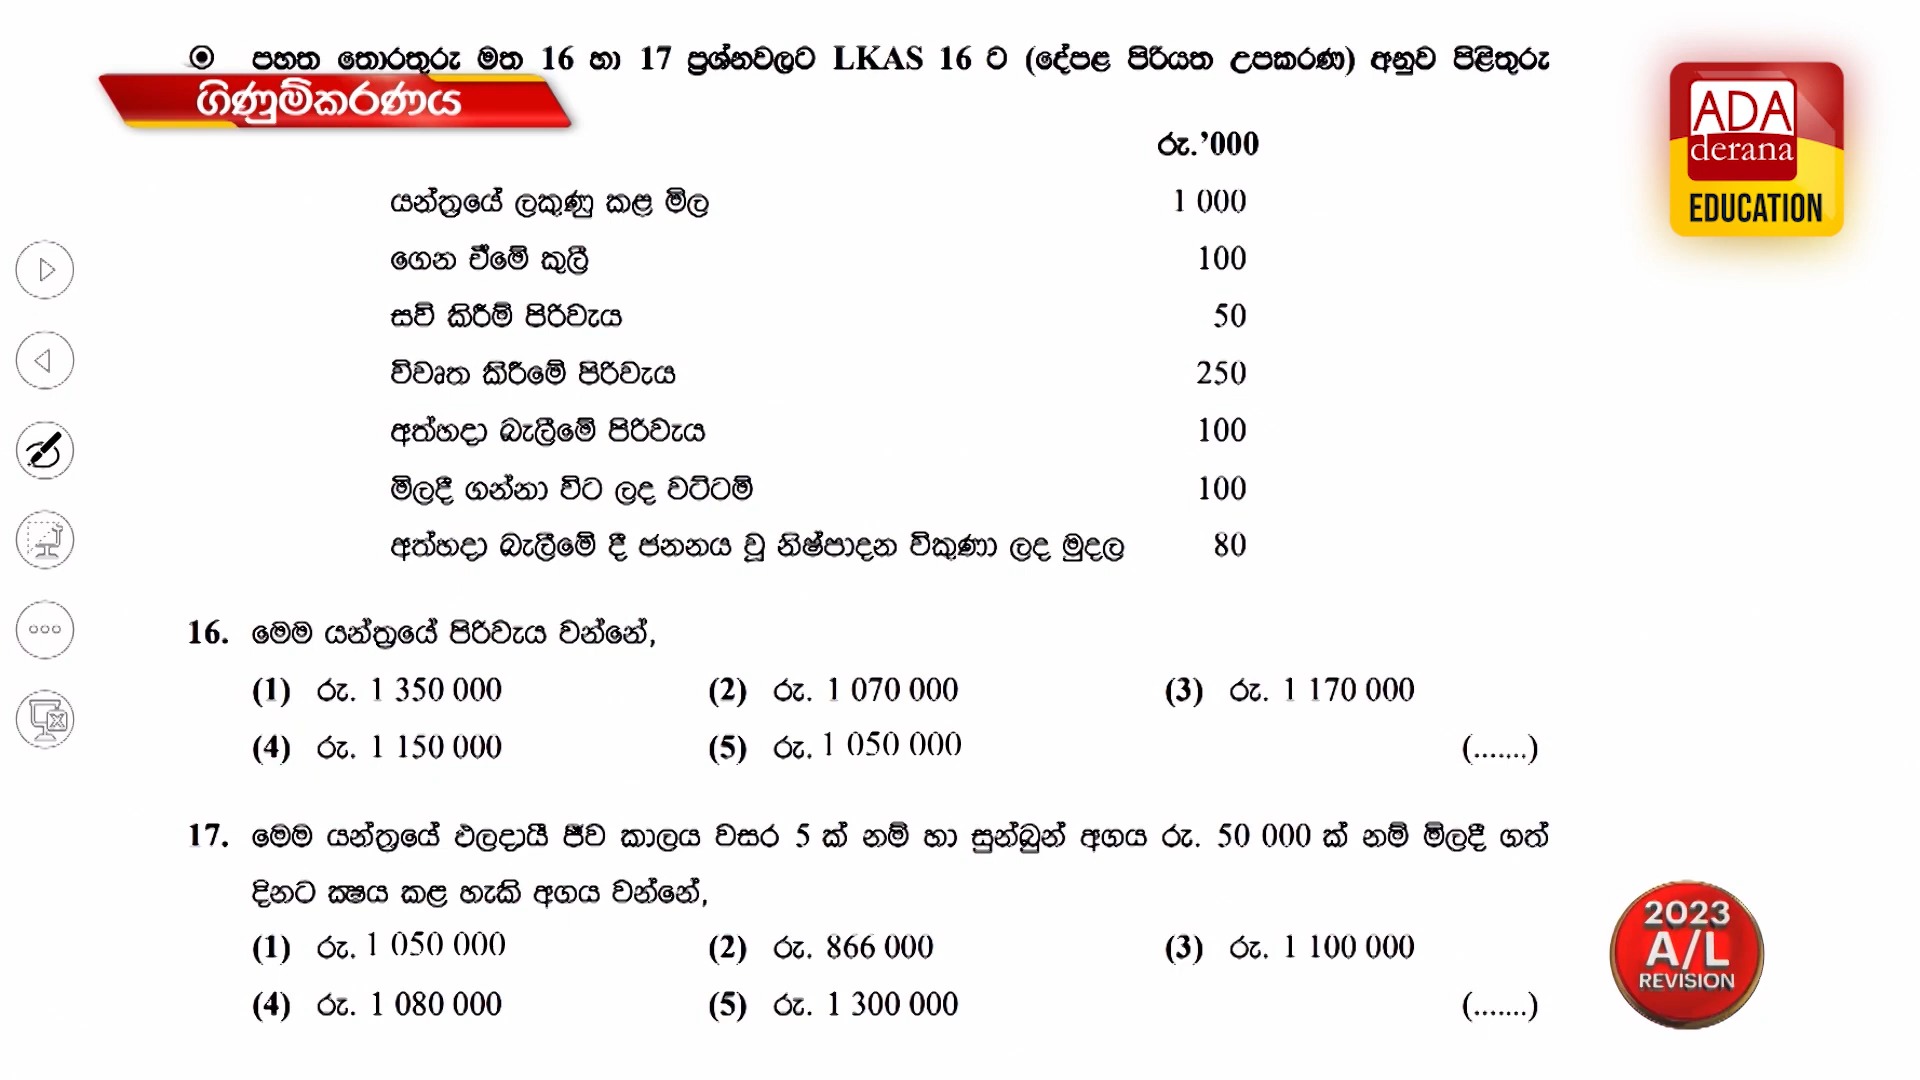 ⦿ පහත තොරතුරු මත 16 හා 17 ප්‍රශ්නවලට LKAS 16 ට (දේපළ පිරියත උපකරණ) අනුව පිළිතුරු
ගිණුම්කරණය
ADA
derana
EDUCATION
රු.'000
යන්ත්‍රයේ ලකුණු කළ මිල 1 000
ගෙන ඒමේ කුලී 100
සවි කිරීම් පිරිවැය 50
විවෘත කිරීමේ පිරිවැය 250
අත්හදා බැලීමේ පිරිවැය 100
මිලදී ගන්නා විට ලද වට්ටම් 100
අත්හදා බැලීමේ දී ජනනය වූ නිෂ්පාදන විකුණා ලද මුදල 80
16. මෙම යන්ත්‍රයේ පිරිවැය වන්නේ,
(1) රු. 1 350 000 (2) රු. 1 070 000 (3) රු. 1 170 000
(4) රු. 1 150 000 (5) රු. 1 050 000 (.......)
17. මෙම යන්ත්‍රයේ ඵලදායී ජීව කාලය වසර 5 ක් නම් හා සුන්බුන් අගය රු. 50 000 ක් නම් මිලදී ගත්
දිනට ක්‍ෂය කළ හැකි අගය වන්නේ,
(1) රු. 1 050 000 (2) රු. 866 000 (3) රු. 1 100 000
(4) රු. 1 080 000 (5) රු. 1 300 000 (.......)
2023
A/L
REVISION